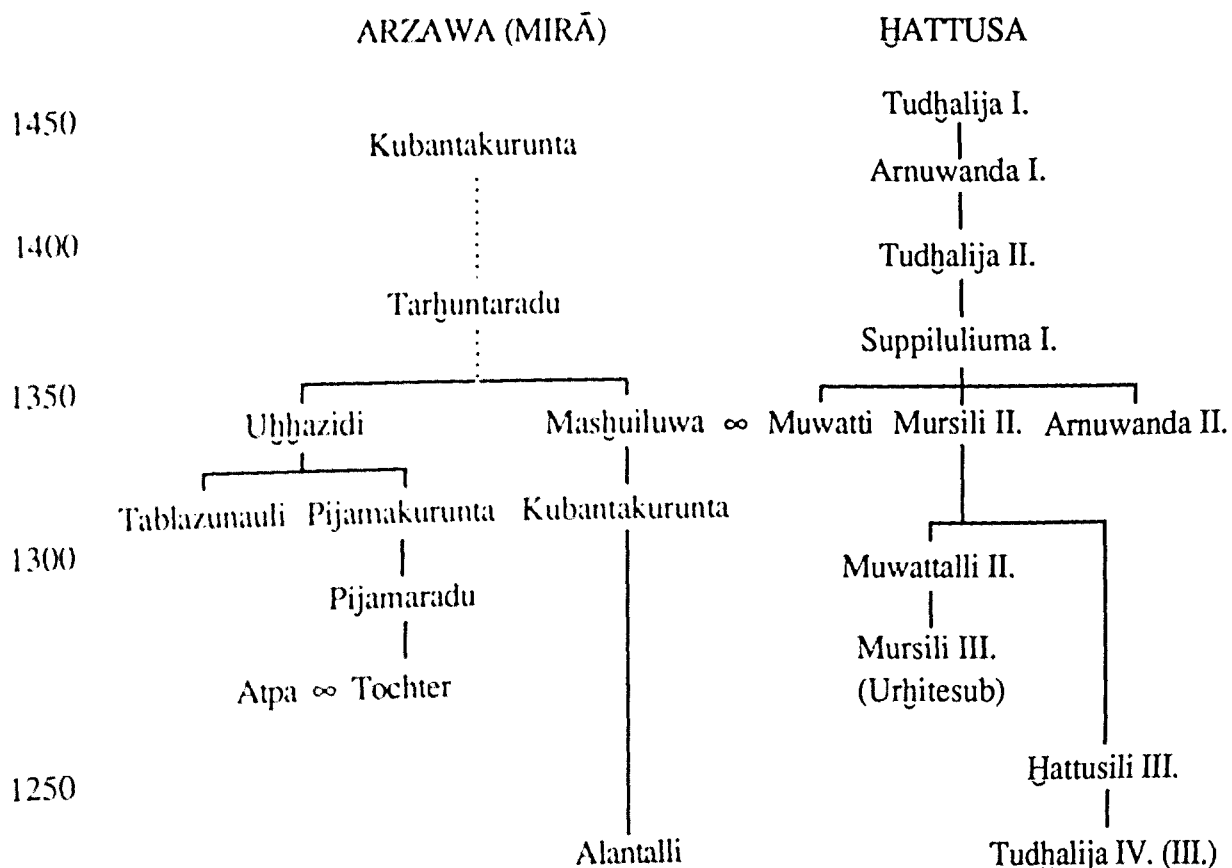 ARZAWA (MIRĀ) ḪATTUSA
Tudḫalija I.
1450
Kubantakurunta
Arnuwanda I.
1400
Tudḫalija II.
Tarḫuntaradu
Suppiluliuma I.
1350
Uḫḫazidi Masḫuiluwa ∞ Muwatti Mursili II. Arnuwanda II.
Tablazunauli Pijamakurunta Kubantakurunta
1300
Muwattalli II.
Pijamaradu
Mursili III.
Atpa ∞ Tochter
(Urḫitesub)
Ḫattusili III.
1250
Alantalli Tudḫalija IV. (III.)